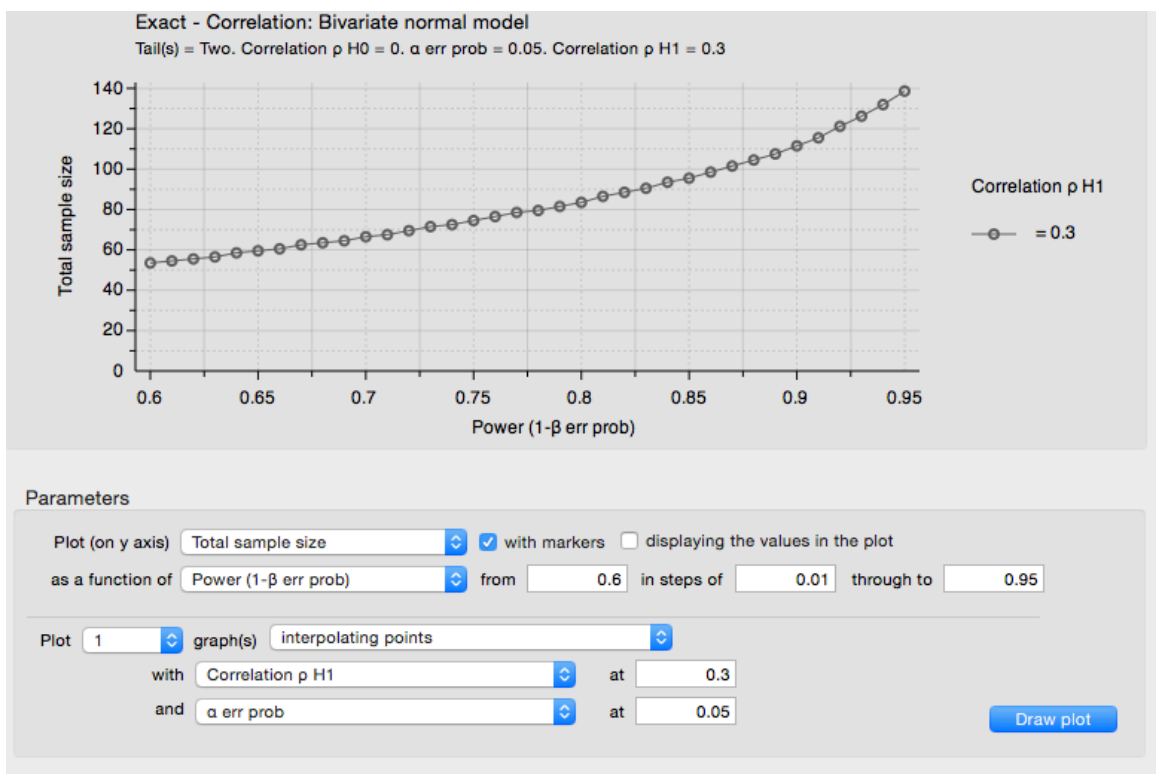 Exact - Correlation: Bivariate normal model
Tail(s) = Two. Correlation ρ H0 = 0. α err prob = 0.05. Correlation ρ H1 = 0.3
140
120
100
80
60
40
20
0
Total sample size
0.6 0.65 0.7 0.75 0.8 0.85 0.9 0.95
Power (1-β err prob)
Correlation ρ H1
= 0.3
Parameters
Plot (on y axis) Total sample size with markers displaying the values in the plot
as a function of Power (1-β err prob) from 0.6 in steps of 0.01 through to 0.95
Plot 1 graph(s) interpolating points
with Correlation ρ H1 at 0.3
and α err prob at 0.05
Draw plot